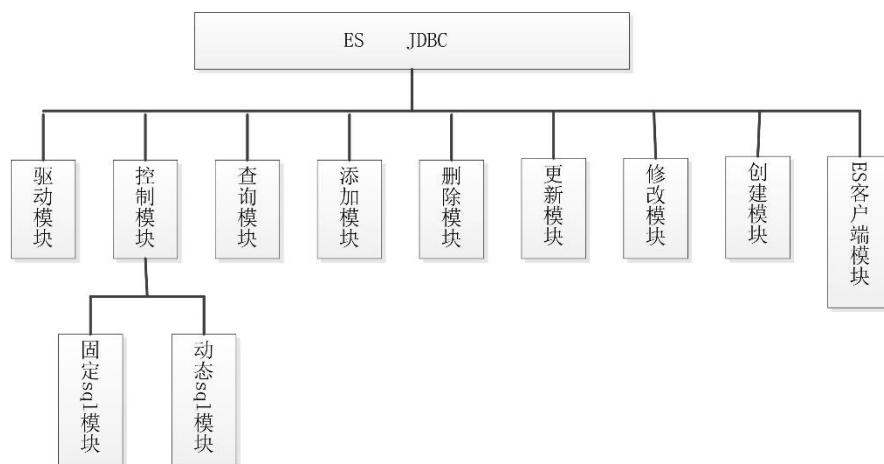 ES JDBC
驱动模块
控制模块
查询模块
添加模块
删除模块
更新模块
修改模块
创建模块
ES客户端模块
固定sql模块
动态sql模块